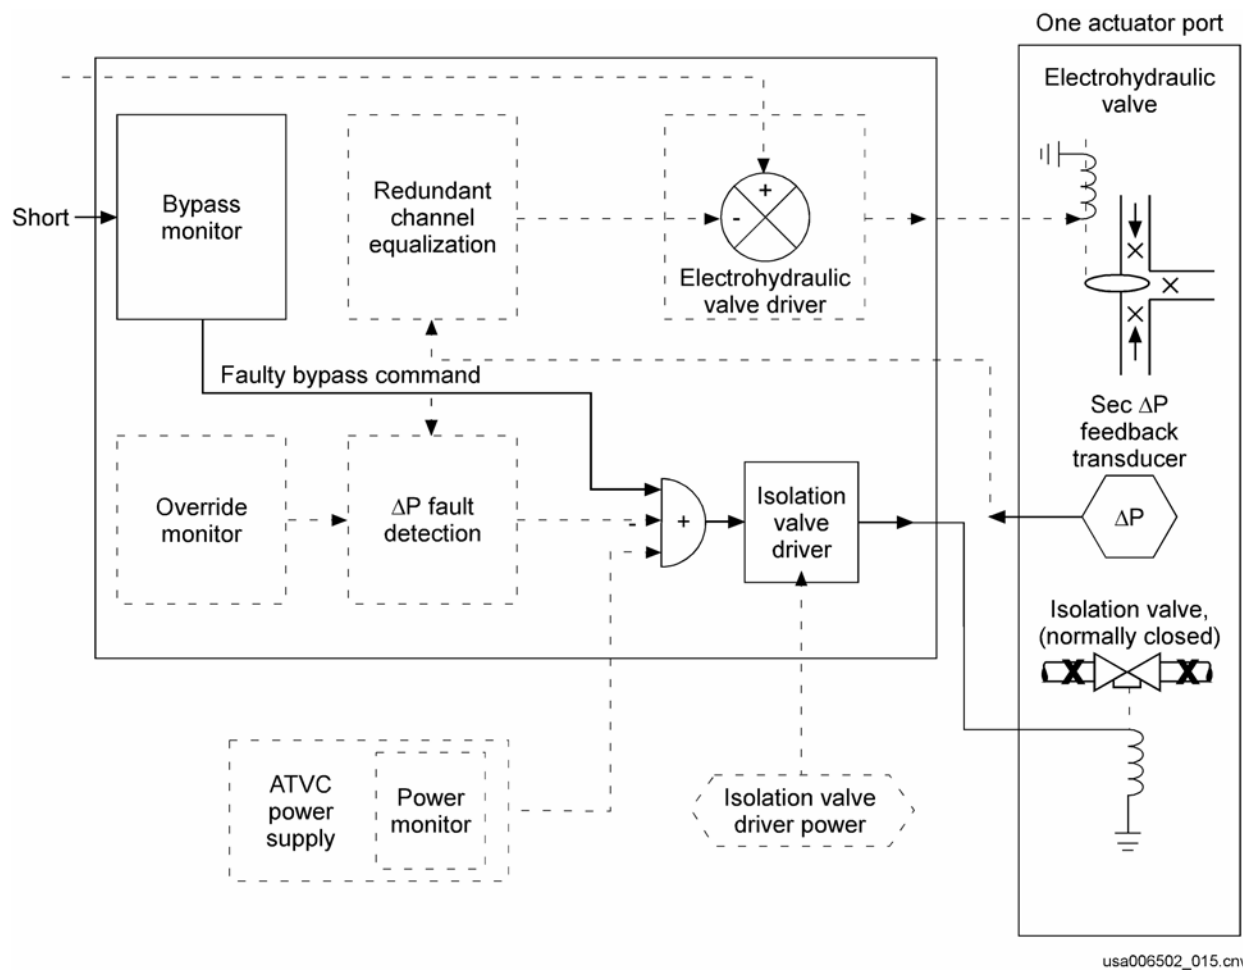 One actuator port
Electrohydraulic
valve
Short
Bypass
monitor
Redundant
channel
equalization
+
-
Electrohydraulic
valve driver
Faulty bypass command
Sec ΔP
feedback
transducer
Override
monitor
ΔP fault
detection
-
+
Isolation
valve
driver
ΔP
Isolation valve,
(normally closed)
ATVC
power
supply
Power
monitor
Isolation valve
driver power
usa006502_015.cnv